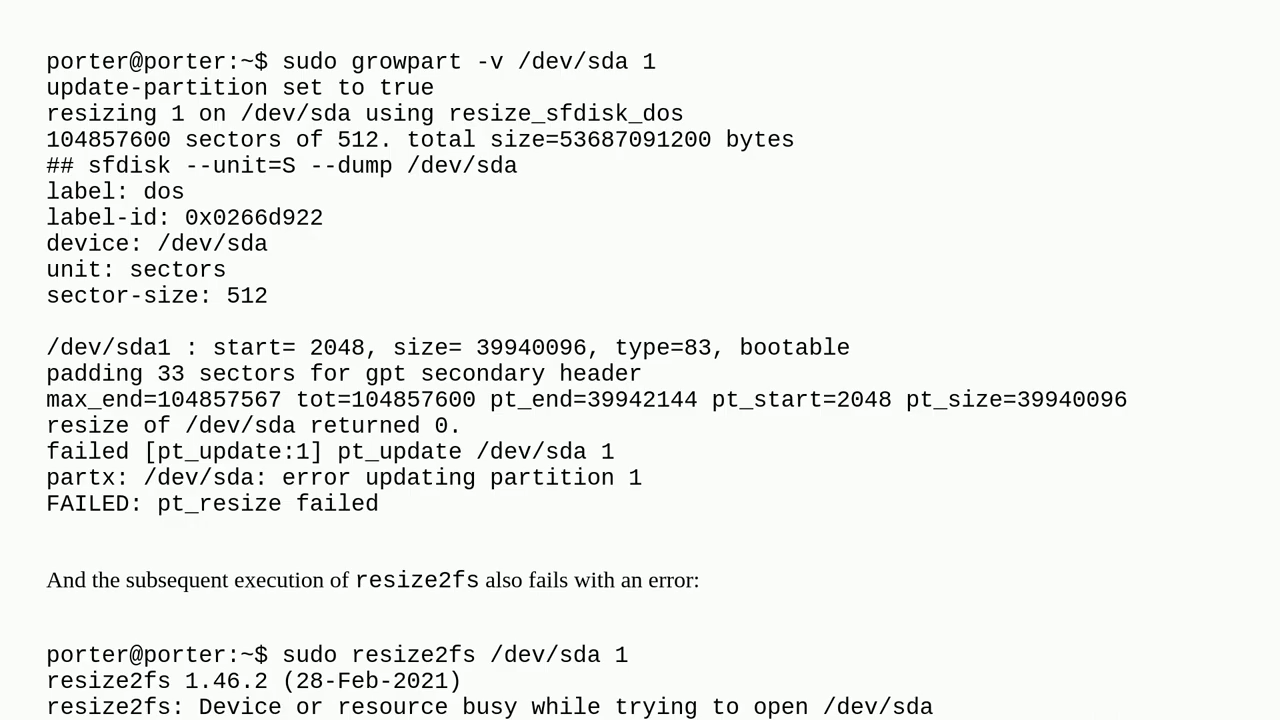 porter@porter:~$ sudo growpart -v /dev/sda 1
update-partition set to true
resizing 1 on /dev/sda using resize_sfdisk_dos
104857600 sectors of 512. total size=53687091200 bytes
## sfdisk --unit=S --dump /dev/sda
label: dos
label-id: 0x0266d922
device: /dev/sda
unit: sectors
sector-size: 512
/dev/sda1 : start= 2048, size= 39940096, type=83, bootable
padding 33 sectors for gpt secondary header
max_end=104857567 tot=104857600 pt_end=39942144 pt_start=2048 pt_size=39940096
resize of /dev/sda returned 0.
failed [pt_update:1] pt_update /dev/sda 1
partx: /dev/sda: error updating partition 1
FAILED: pt_resize failed
And the subsequent execution of resize2fs also fails with an error:
porter@porter:~$ sudo resize2fs /dev/sda 1
resize2fs 1.46.2 (28-Feb-2021)
resize2fs: Device or resource busy while trying to open /dev/sda